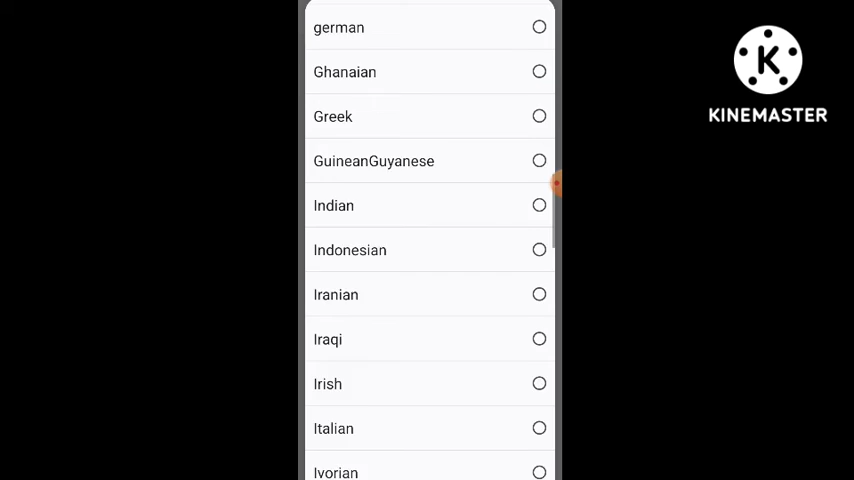 german
Ghanaian
Greek
GuineanGuyanese
Indian
Indonesian
Iranian
Iraqi
Irish
Italian
Ivorian
K
KINEMASTER